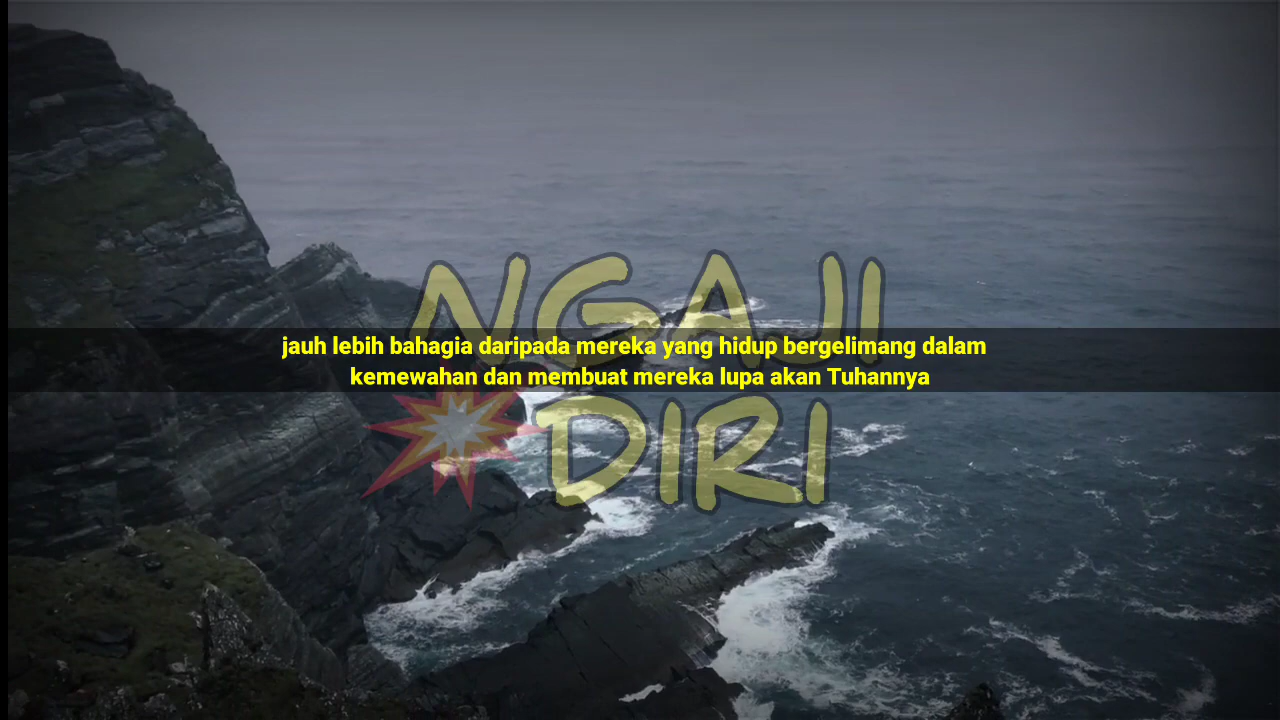 NGAJI
jauh lebih bahagia daripada mereka yang hidup bergelimang dalam
kemewahan dan membuat mereka lupa akan Tuhannya
DIRI